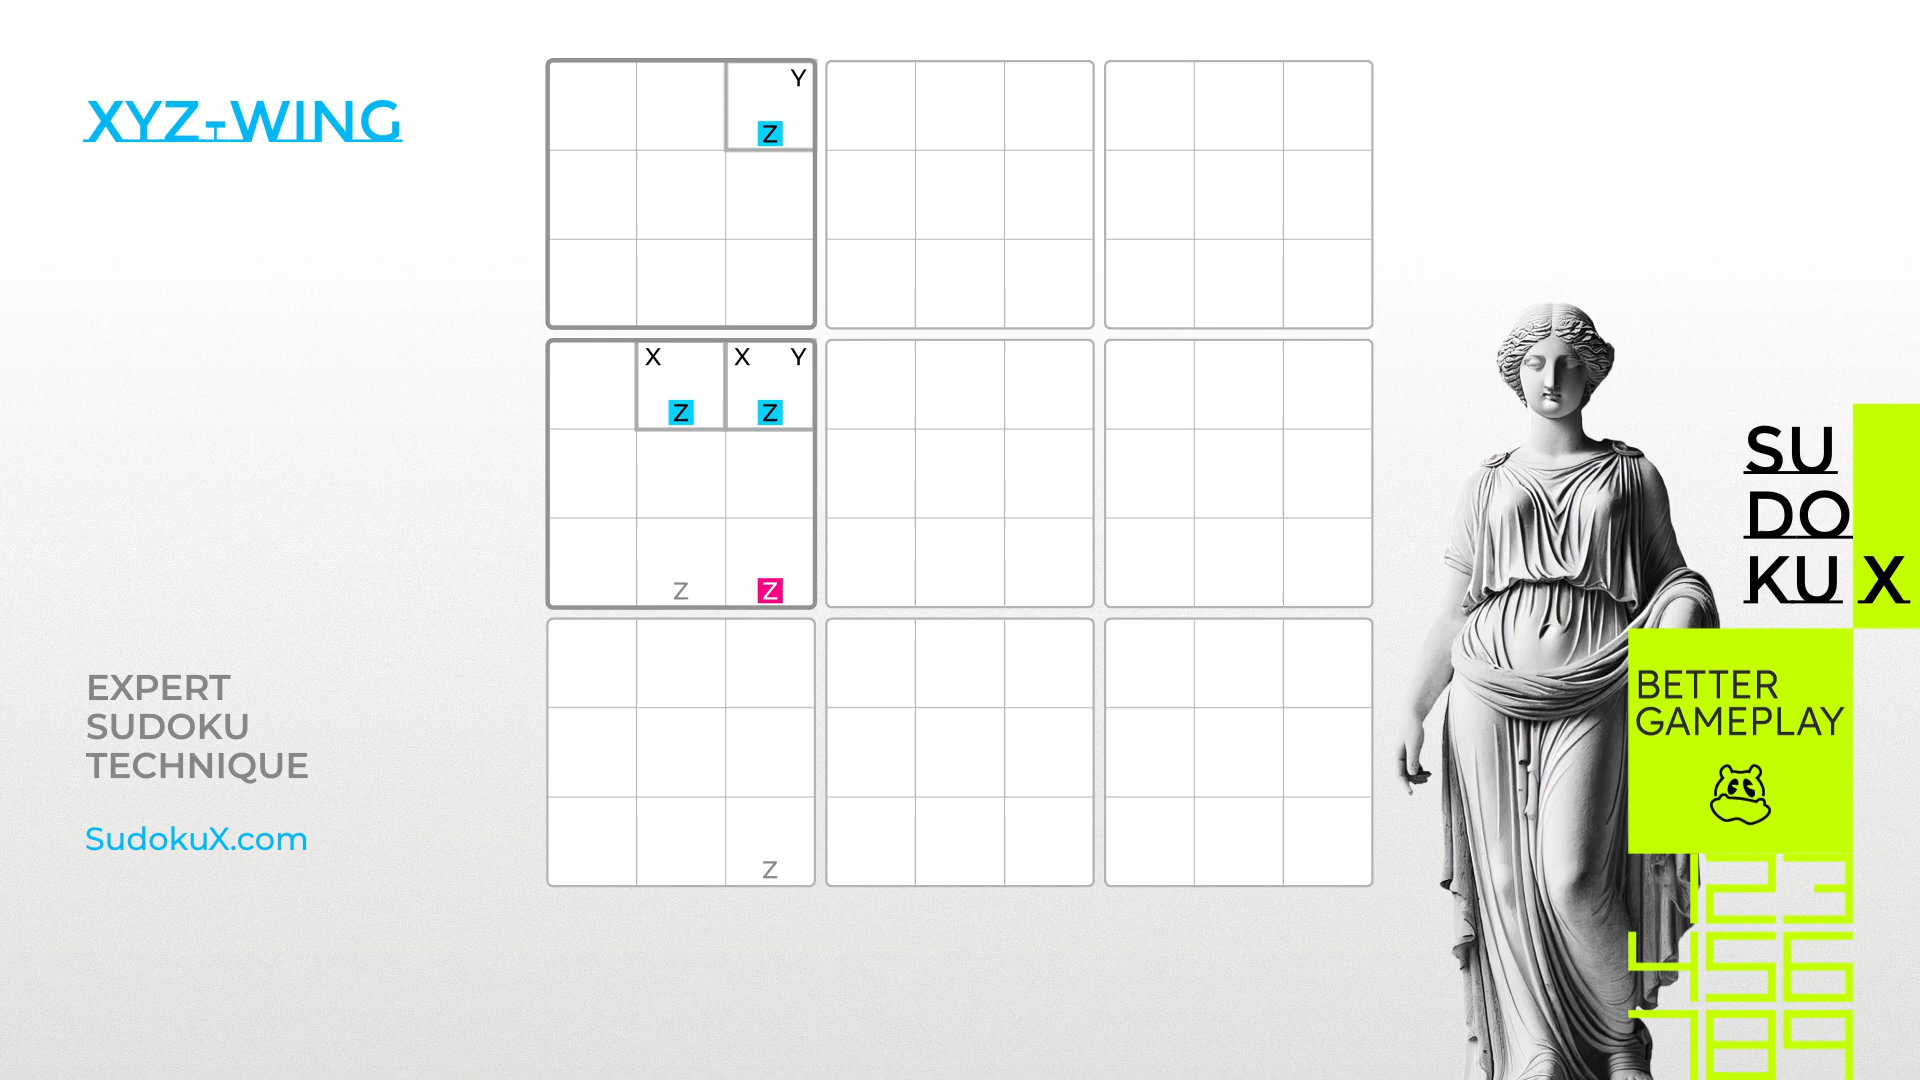 XYZ-WING
Y
Z
X
X Y
Z
Z
Z
Z
Z
EXPERT
SUDOKU
TECHNIQUE
SudokuX.com
SU
DO
KU X
BETTER
GAMEPLAY
123
456
789